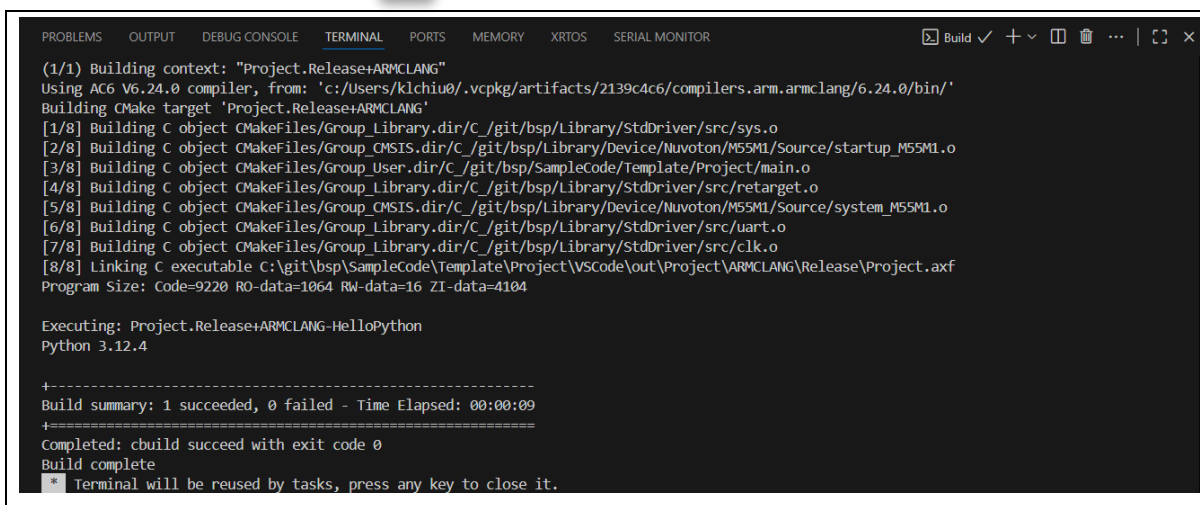 PROBLEMS OUTPUT DEBUG CONSOLE TERMINAL PORTS MEMORY XRTOS SERIAL MONITOR Build
(1/1) Building context: "Project.Release+ARMCLANG"
Using AC6 V6.24.0 compiler, from: 'c:/Users/klchiu0/.vcpkg/artifacts/2139c4c6/compilers.arm.armclang/6.24.0/bin/'
Building CMake target 'Project.Release+ARMCLANG'
[1/8] Building C object CMakeFiles/Group_Library.dir/C_/git/bsp/Library/StdDriver/src/sys.o
[2/8] Building C object CMakeFiles/Group_CMSIS.dir/C_/git/bsp/Library/Device/Nuvoton/M55M1/Source/startup_M55M1.o
[3/8] Building C object CMakeFiles/Group_User.dir/C_/git/bsp/SampleCode/Template/Project/main.o
[4/8] Building C object CMakeFiles/Group_Library.dir/C_/git/bsp/Library/StdDriver/src/retarget.o
[5/8] Building C object CMakeFiles/Group_CMSIS.dir/C_/git/bsp/Library/Device/Nuvoton/M55M1/Source/system_M55M1.o
[6/8] Building C object CMakeFiles/Group_Library.dir/C_/git/bsp/Library/StdDriver/src/uart.o
[7/8] Building C object CMakeFiles/Group_Library.dir/C_/git/bsp/Library/StdDriver/src/clk.o
[8/8] Linking C executable C:\git\bsp\SampleCode\Template\Project\VSCode\out\Project\ARMCLANG\Release\Project.axf
Program Size: Code=9220 RO-data=1064 RW-data=16 ZI-data=4104
Executing: Project.Release+ARMCLANG-HelloPython
Python 3.12.4
+------------------------------------------------------------
Build summary: 1 succeeded, 0 failed - Time Elapsed: 00:00:09
+============================================================
Completed: cbuild succeed with exit code 0
Build complete
* Terminal will be reused by tasks, press any key to close it.